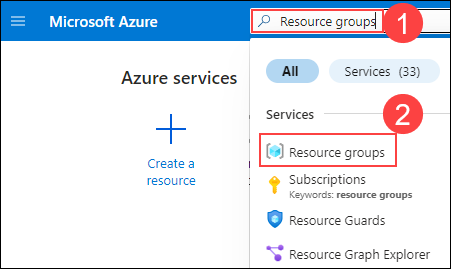 Microsoft Azure
Resource groups
1
All
Services (33)
Azure services
Create a
resource
Services
2
Resource groups
Subscriptions
Keywords: resource groups
Resource Guards
Resource Graph Explorer